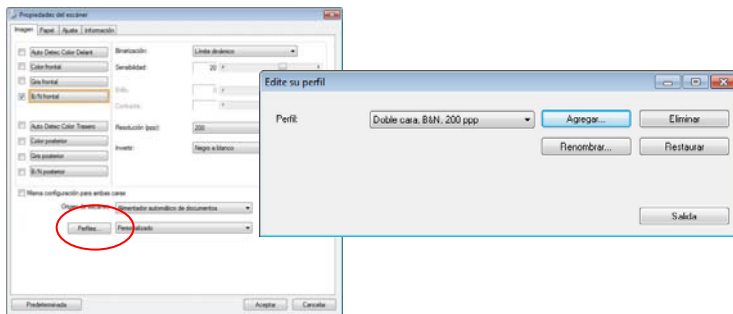 Propiedades del escáner
Imagen Papel Ajuste Información
Auto Detec Color Delant
Color frontal
Gris frontal
B/N frontal
Auto Detec Color Trasero
Color posterior
Gris posterior
B/N posterior
Binarización: Límite dinámico
Sensibilidad: 20
Brillo:
Contraste:
Resolución (ppp): 200
Invertir: Negro a blanco
Misma configuración para ambas caras
Origen de escaneo Alimentador automático de documentos
Perfiles... Personalizado
Predeterminada Aceptar Cancelar
Edite su perfil
Perfil: Doble cara, B&N, 200 ppp Agregar... Eliminar
Renombrar... Restaurar
Salida